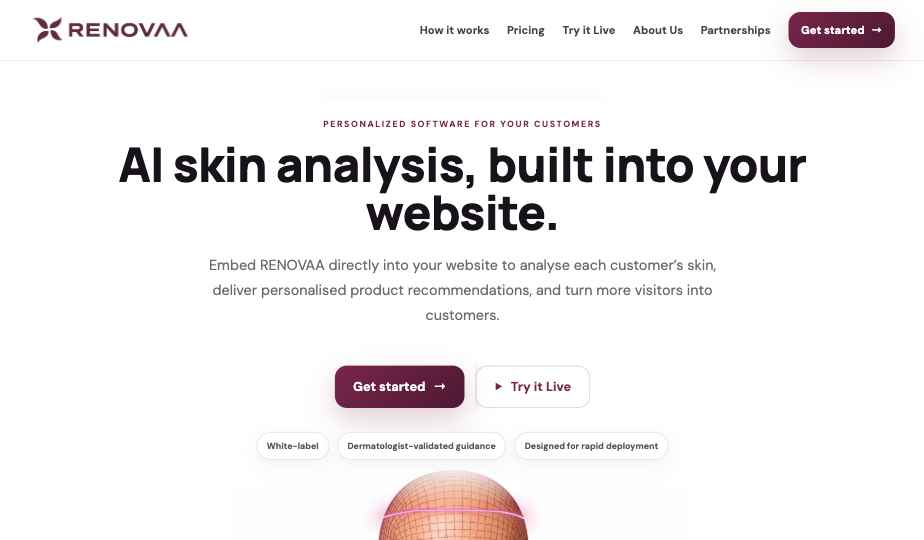 RENOVAA
How it works
Pricing
Try it Live
About Us
Partnerships
Get started →
PERSONALIZED SOFTWARE FOR YOUR CUSTOMERS
AI skin analysis, built into your
website.
Embed RENOVAA directly into your website to analyse each customer’s skin,
deliver personalised product recommendations, and turn more visitors into
customers.
Get started →
Try it Live
White-label
Dermatologist-validated guidance
Designed for rapid deployment